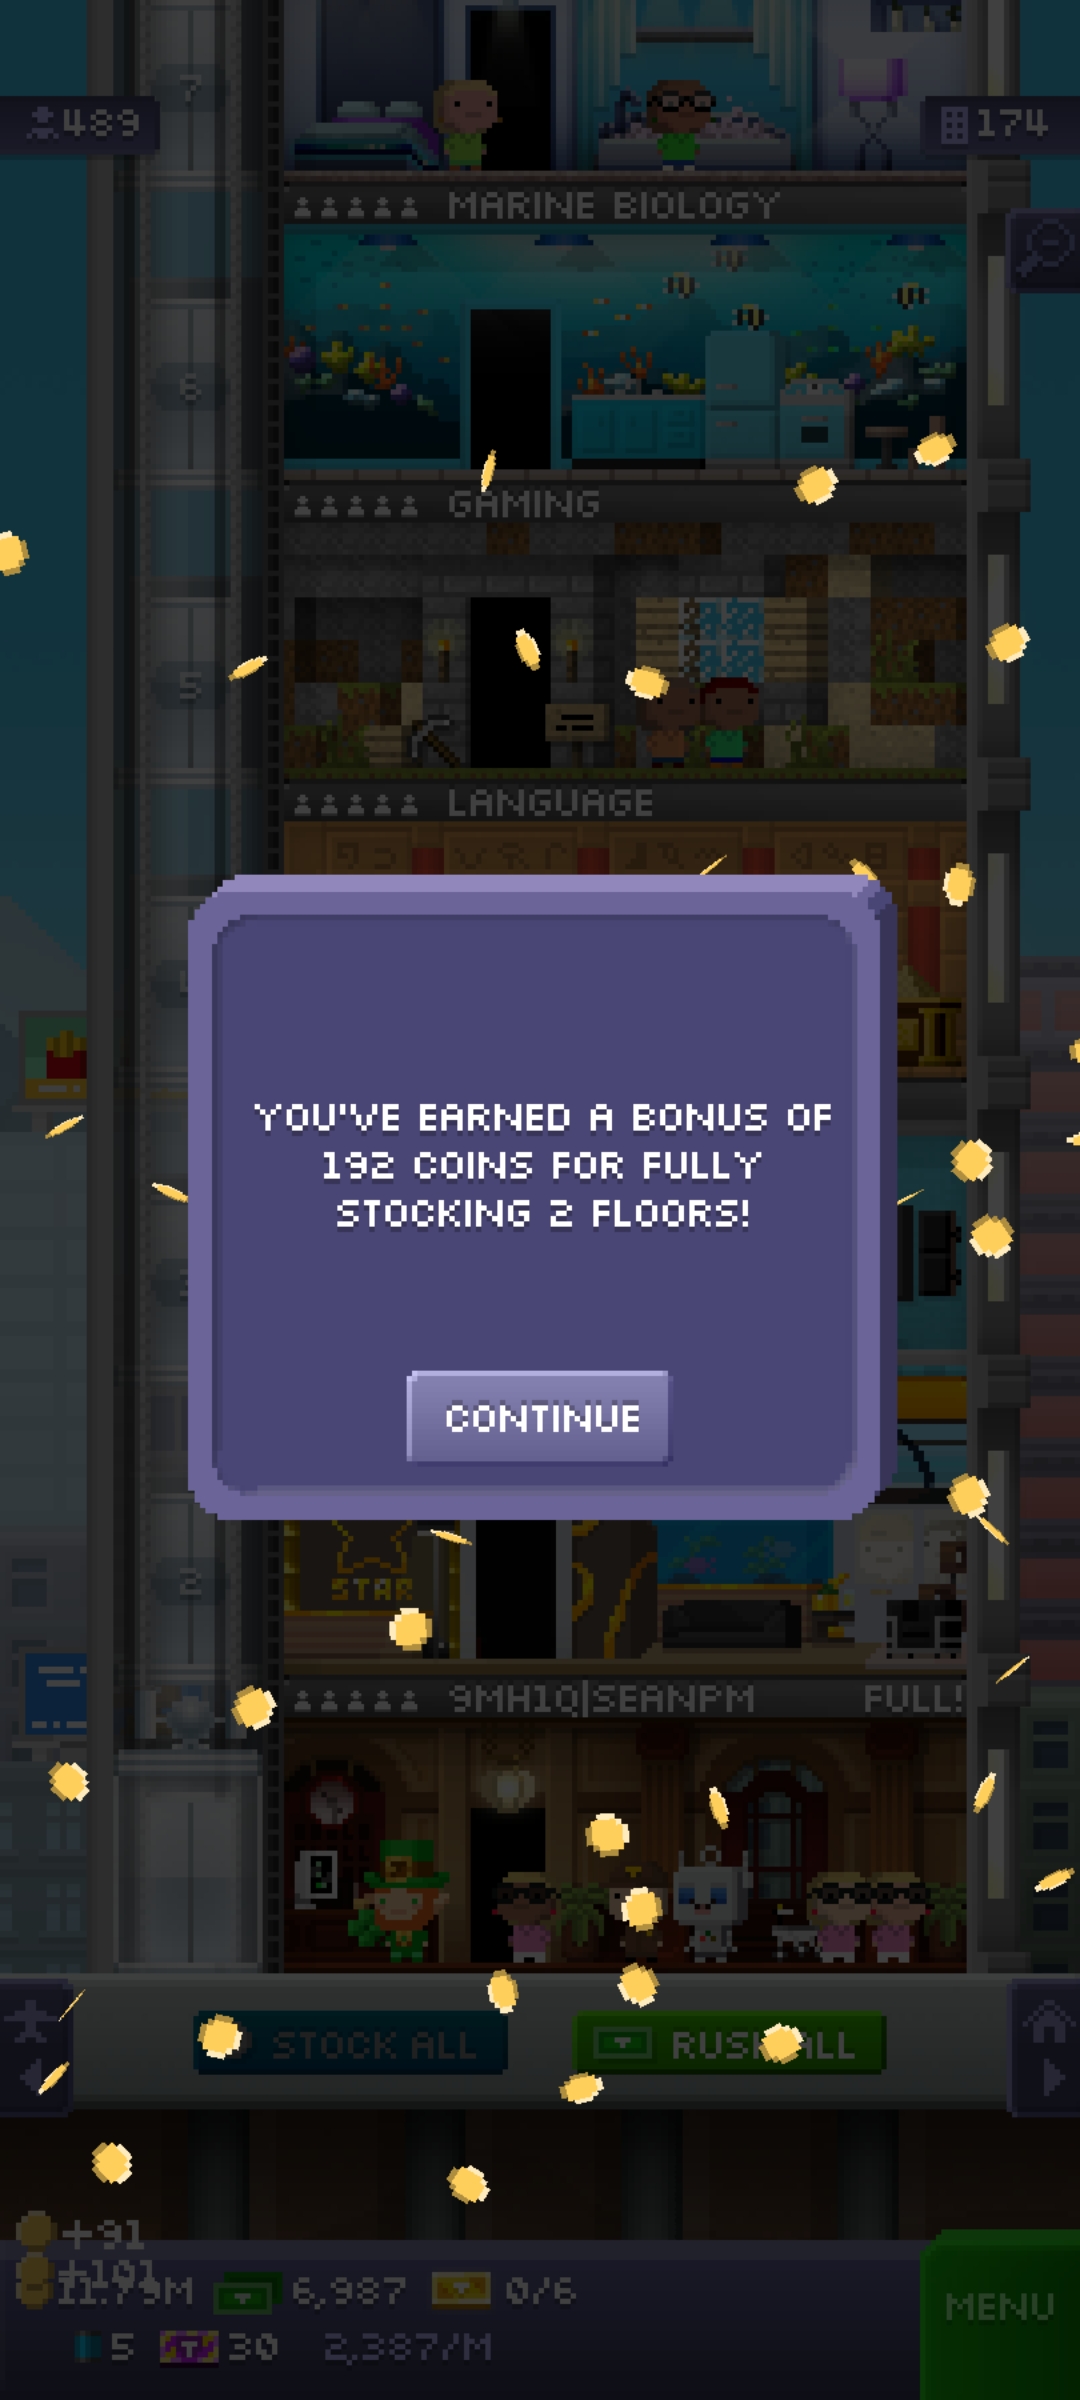 7
489
174
MARINE BIOLOGY
6
GAMING
5
LANGUAGE
YOU'VE EARNED A BONUS OF
192 COINS FOR FULLY
STOCKING 2 FLOORS!
CONTINUE
2
STAR
9MH1Q|SEANPM FULL!
STOCK ALL
RUSH ALL
+91
+101
11.79M 6,987 0/6
MENU
5 30 2,387/M